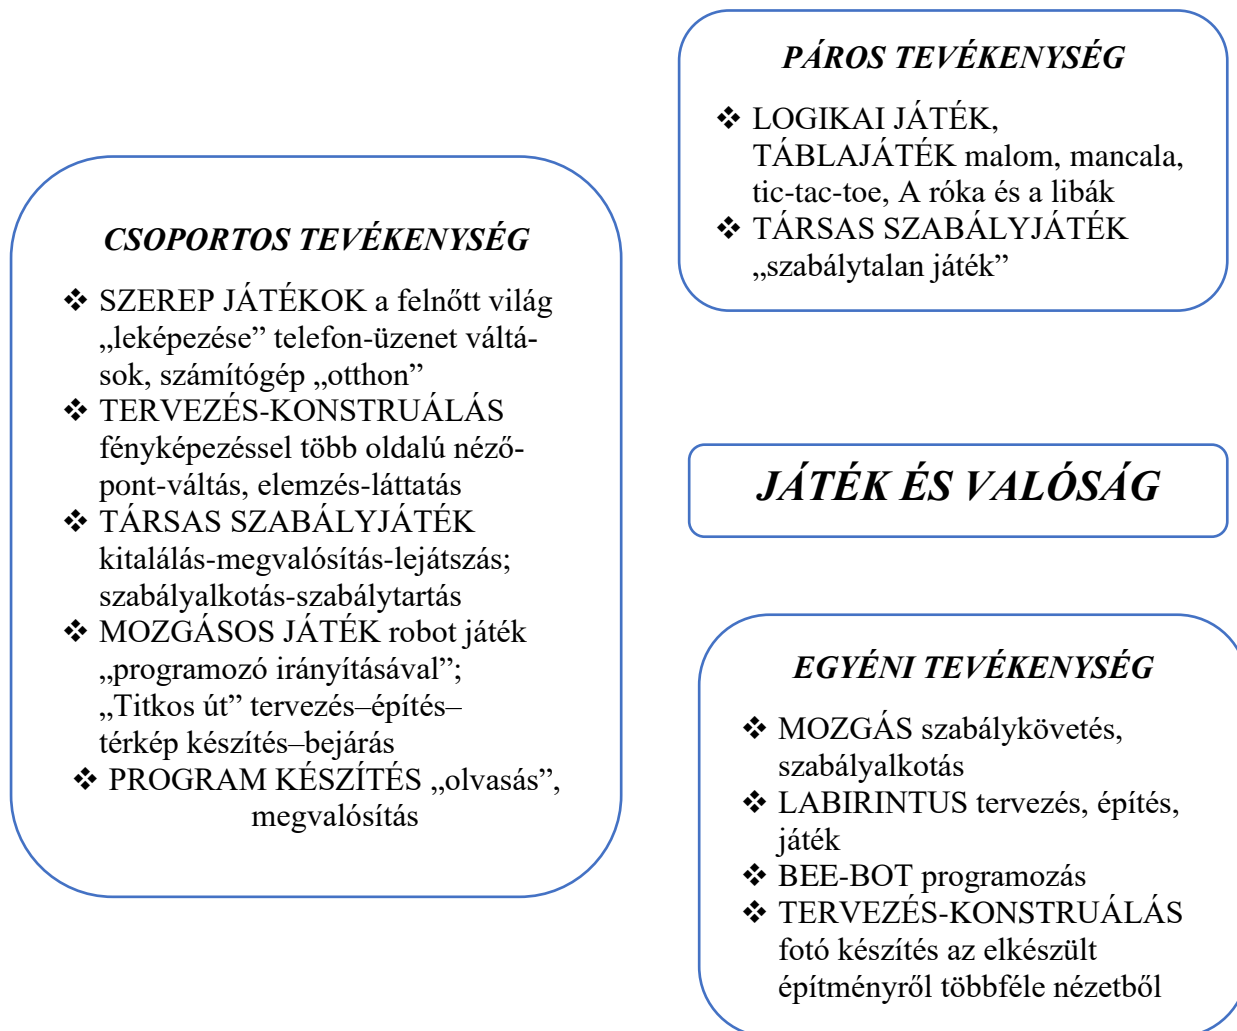 PÁROS TEVÉKENYSÉG
❖ LOGIKAI JÁTÉK,
TÁBLAJÁTÉK malom, mancala,
tic-tac-toe, A róka és a libák
❖ TÁRSAS SZABÁLYJÁTÉK
„szabálytalan játék”
CSOPORTOS TEVÉKENYSÉG
❖ SZEREP JÁTÉKOK a felnőtt világ
„leképezése” telefon-üzenet váltá-
sok, számítógép „otthon”
❖ TERVEZÉS-KONSTRUÁLÁS
fényképezéssel több oldalú néző-
pont-váltás, elemzés-láttatás
❖ TÁRSAS SZABÁLYJÁTÉK
kitalálás-megvalósítás-lejátszás;
szabályalkotás-szabálytartás
❖ MOZGÁSOS JÁTÉK robot játék
„programozó irányításával”;
„Titkos út” tervezés–építés–
térkép készítés–bejárás
❖ PROGRAM KÉSZÍTÉS „olvasás”,
megvalósítás
JÁTÉK ÉS VALÓSÁG
EGYÉNI TEVÉKENYSÉG
❖ MOZGÁS szabálykövetés,
szabályalkotás
❖ LABIRINTUS tervezés, építés,
játék
❖ BEE-BOT programozás
❖ TERVEZÉS-KONSTRUÁLÁS
fotó készítés az elkészült
építményről többféle nézetből